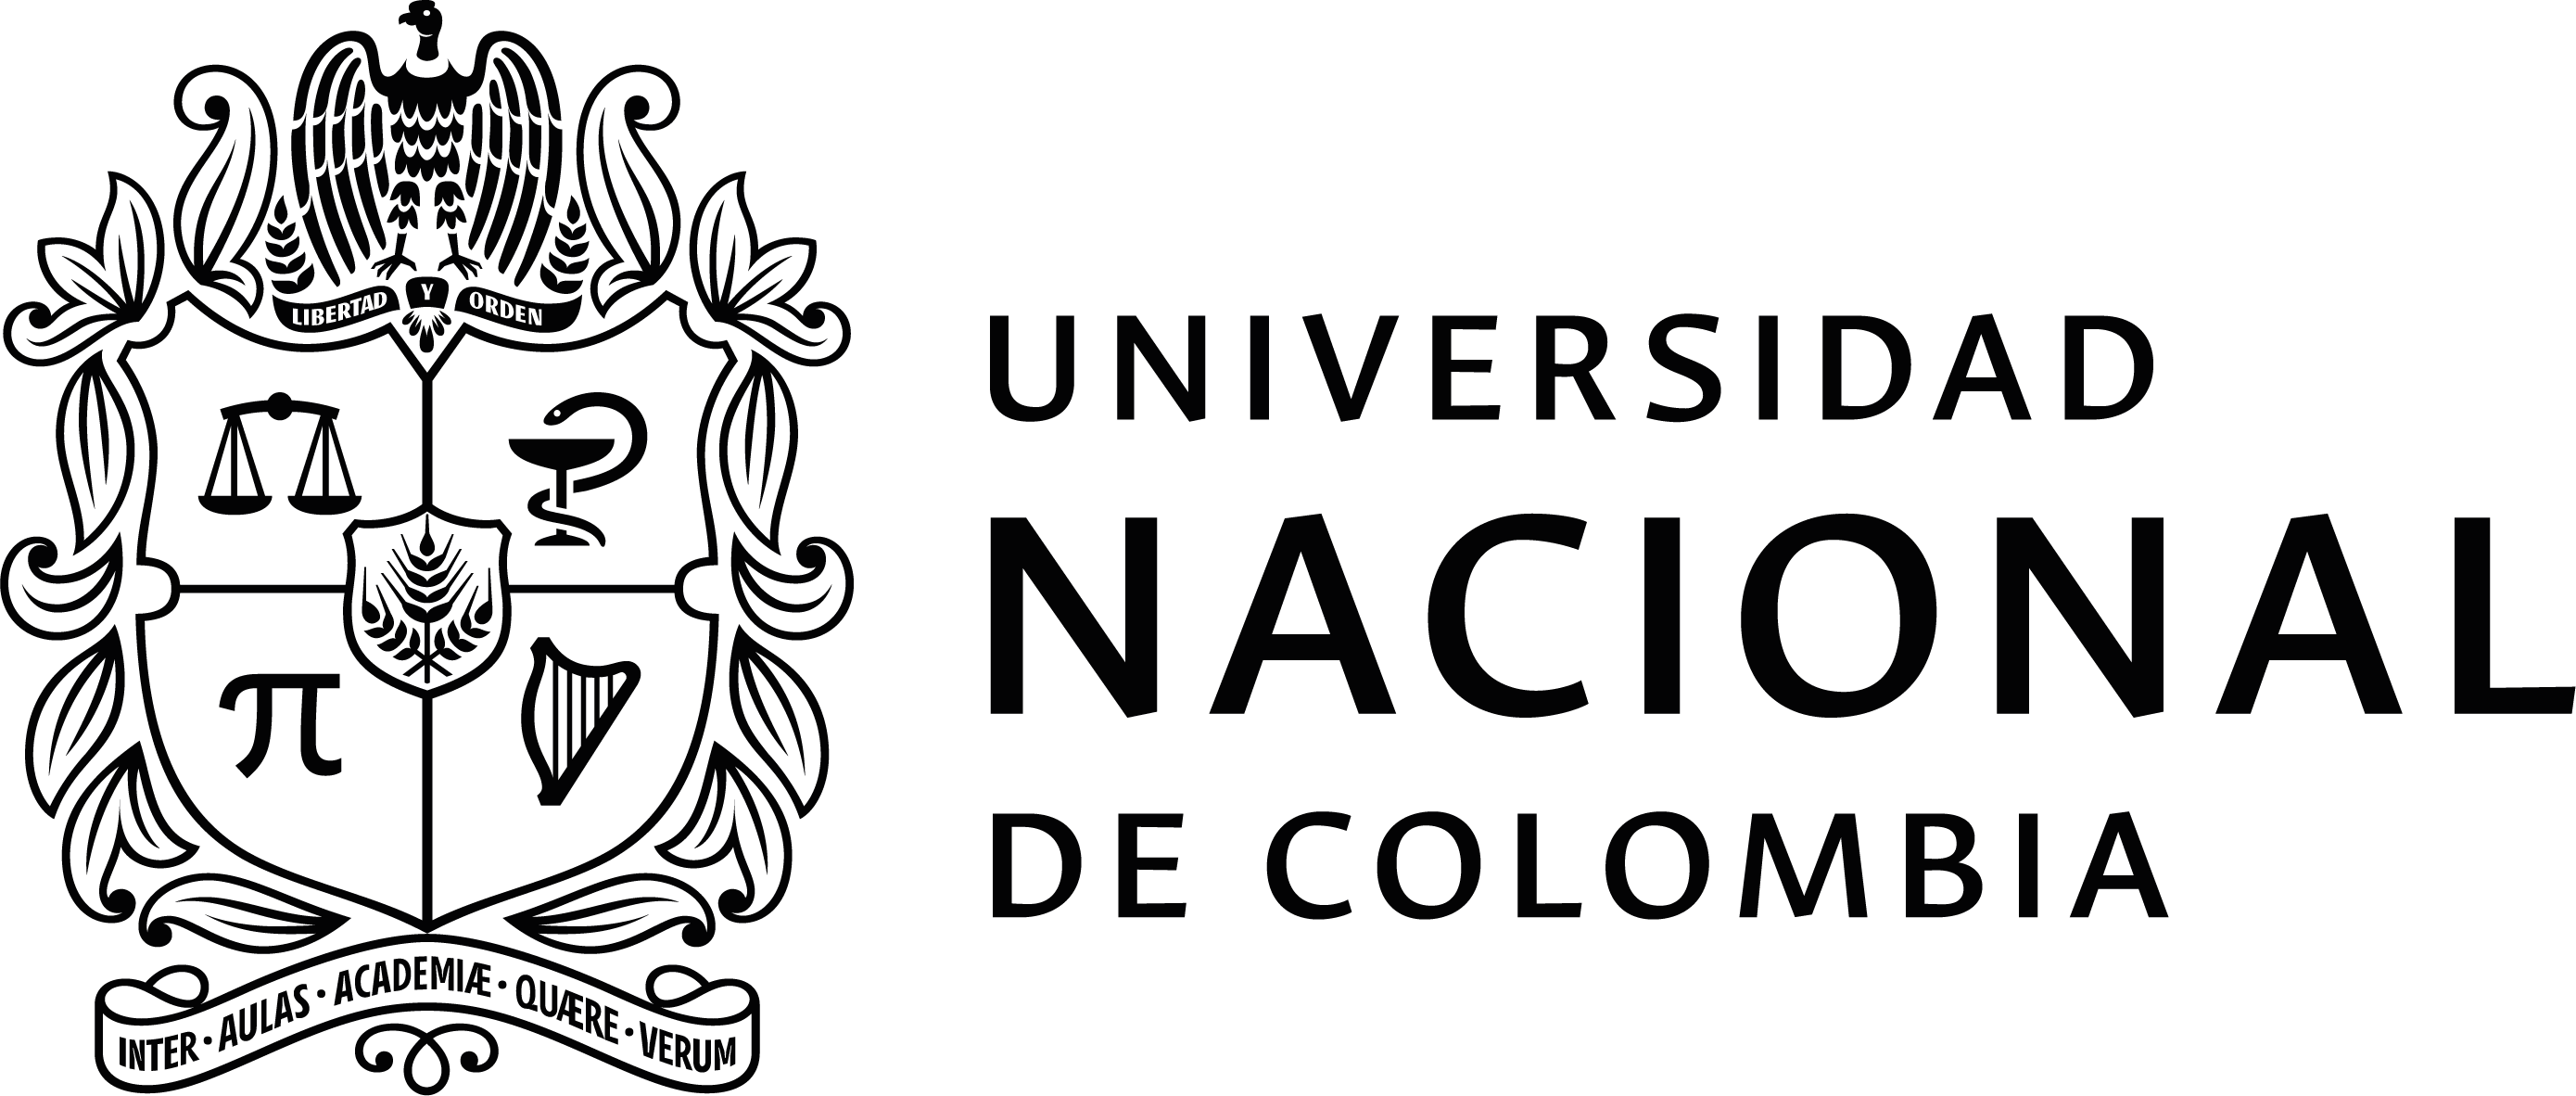 LIBERTAD Y ORDEN
INTER · AULAS · ACADEMIÆ · QUÆRE · VERUM
UNIVERSIDAD
NACIONAL
DE COLOMBIA